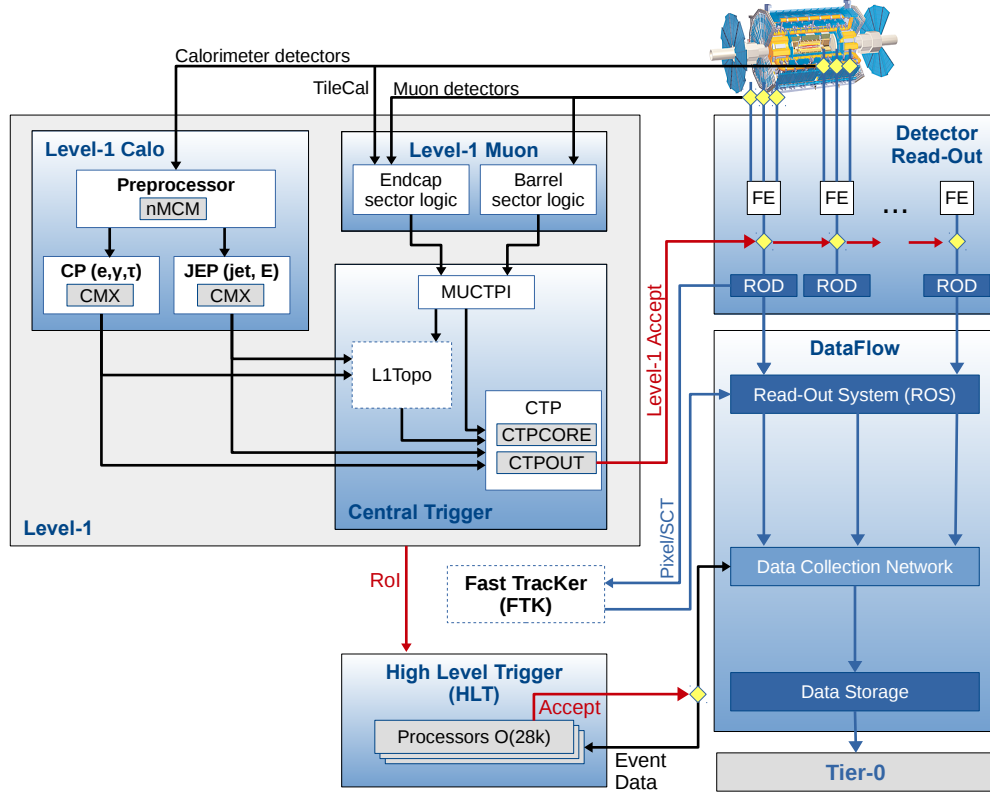 Calorimeter detectors
TileCal
Muon detectors
Level-1 Calo
Preprocessor
nMCM
CP (e,γ,τ)
CMX
JEP (jet, E)
CMX
Level-1 Muon
Endcap
sector logic
Barrel
sector logic
MUCTPI
L1Topo
CTP
CTPCORE
CTPOUT
Central Trigger
Level-1
Level-1 Accept
Detector
Read-Out
FE
FE
...
FE
ROD
ROD
ROD
DataFlow
Read-Out System (ROS)
Pixel/SCT
Data Collection Network
Data Storage
Tier-0
RoI
Fast TracKer
(FTK)
High Level Trigger
(HLT)
Accept
Processors O(28k)
Event
Data